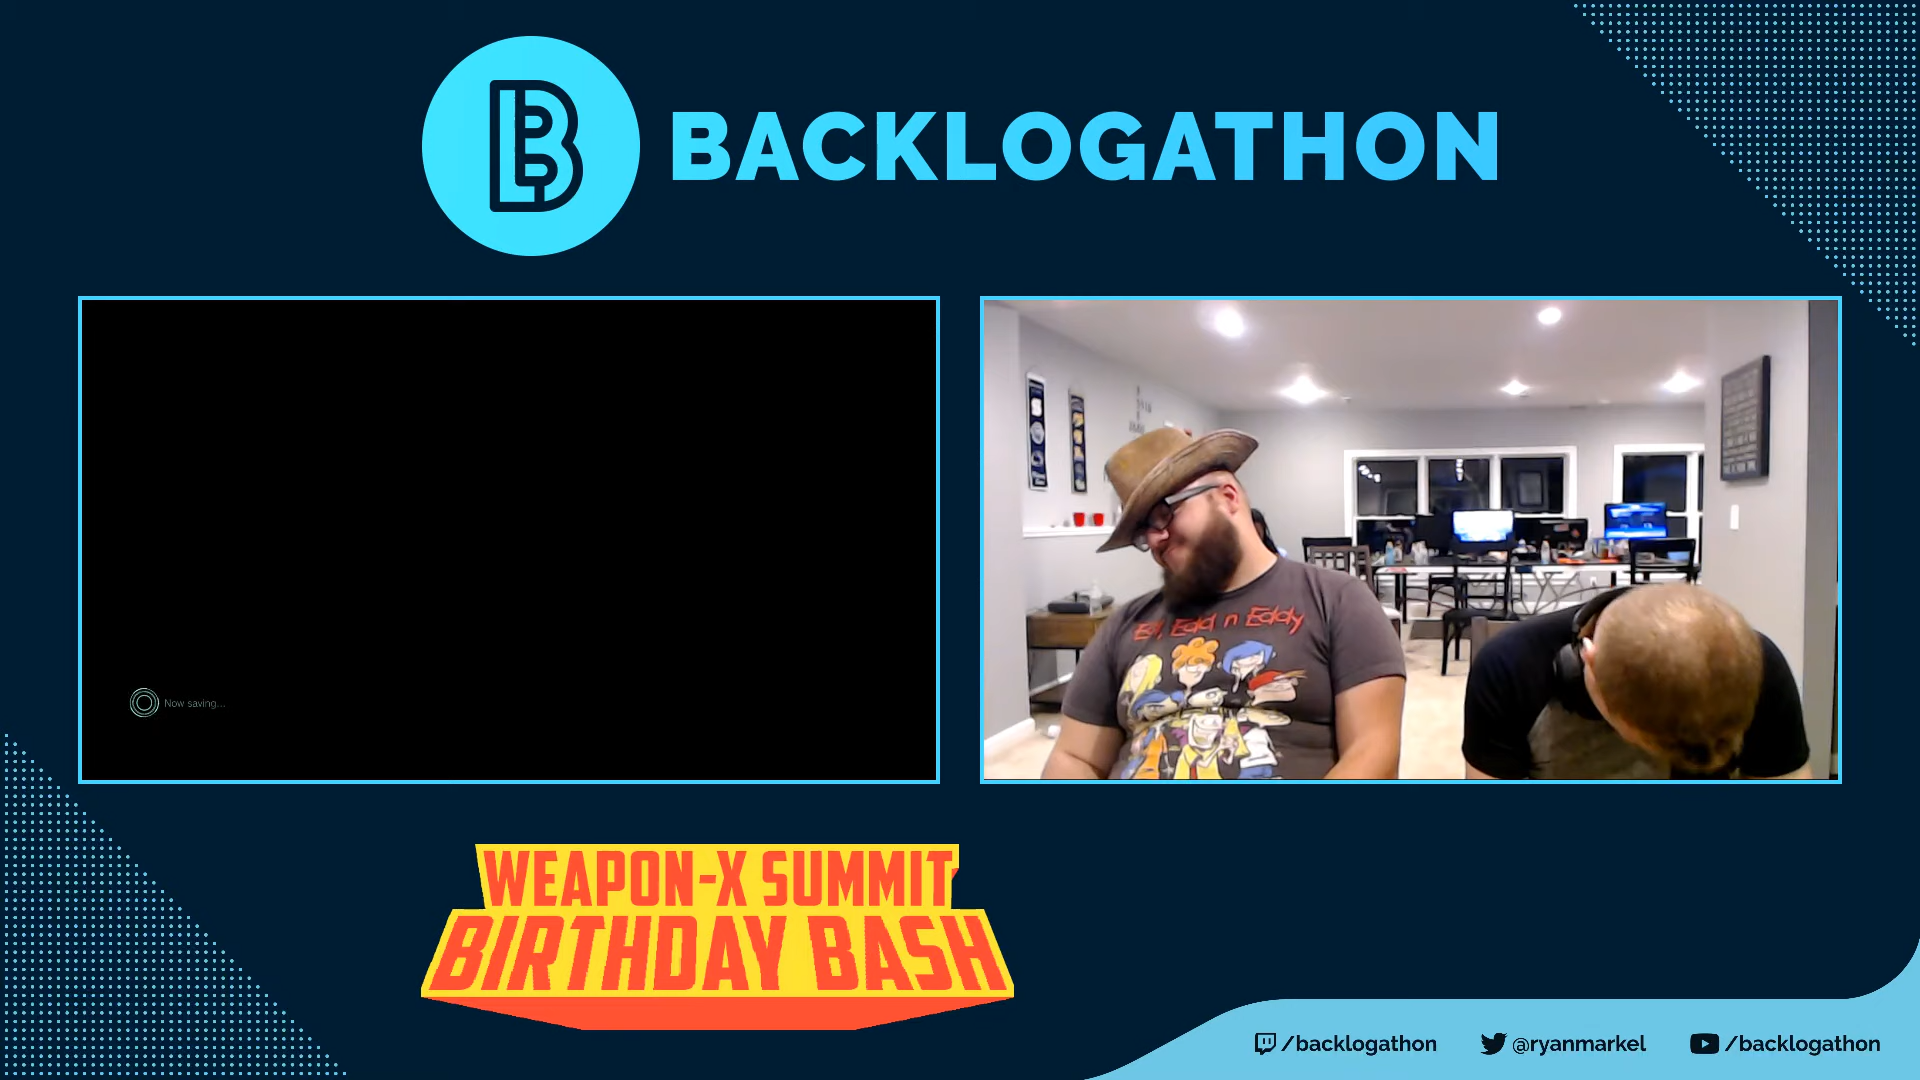 BACKLOGATHON
Now saving...
Ed, Edd n Eddy
WEAPON-X SUMMIT
BIRTHDAY BASH
/backlogathon
@ryanmarkel
/backlogathon